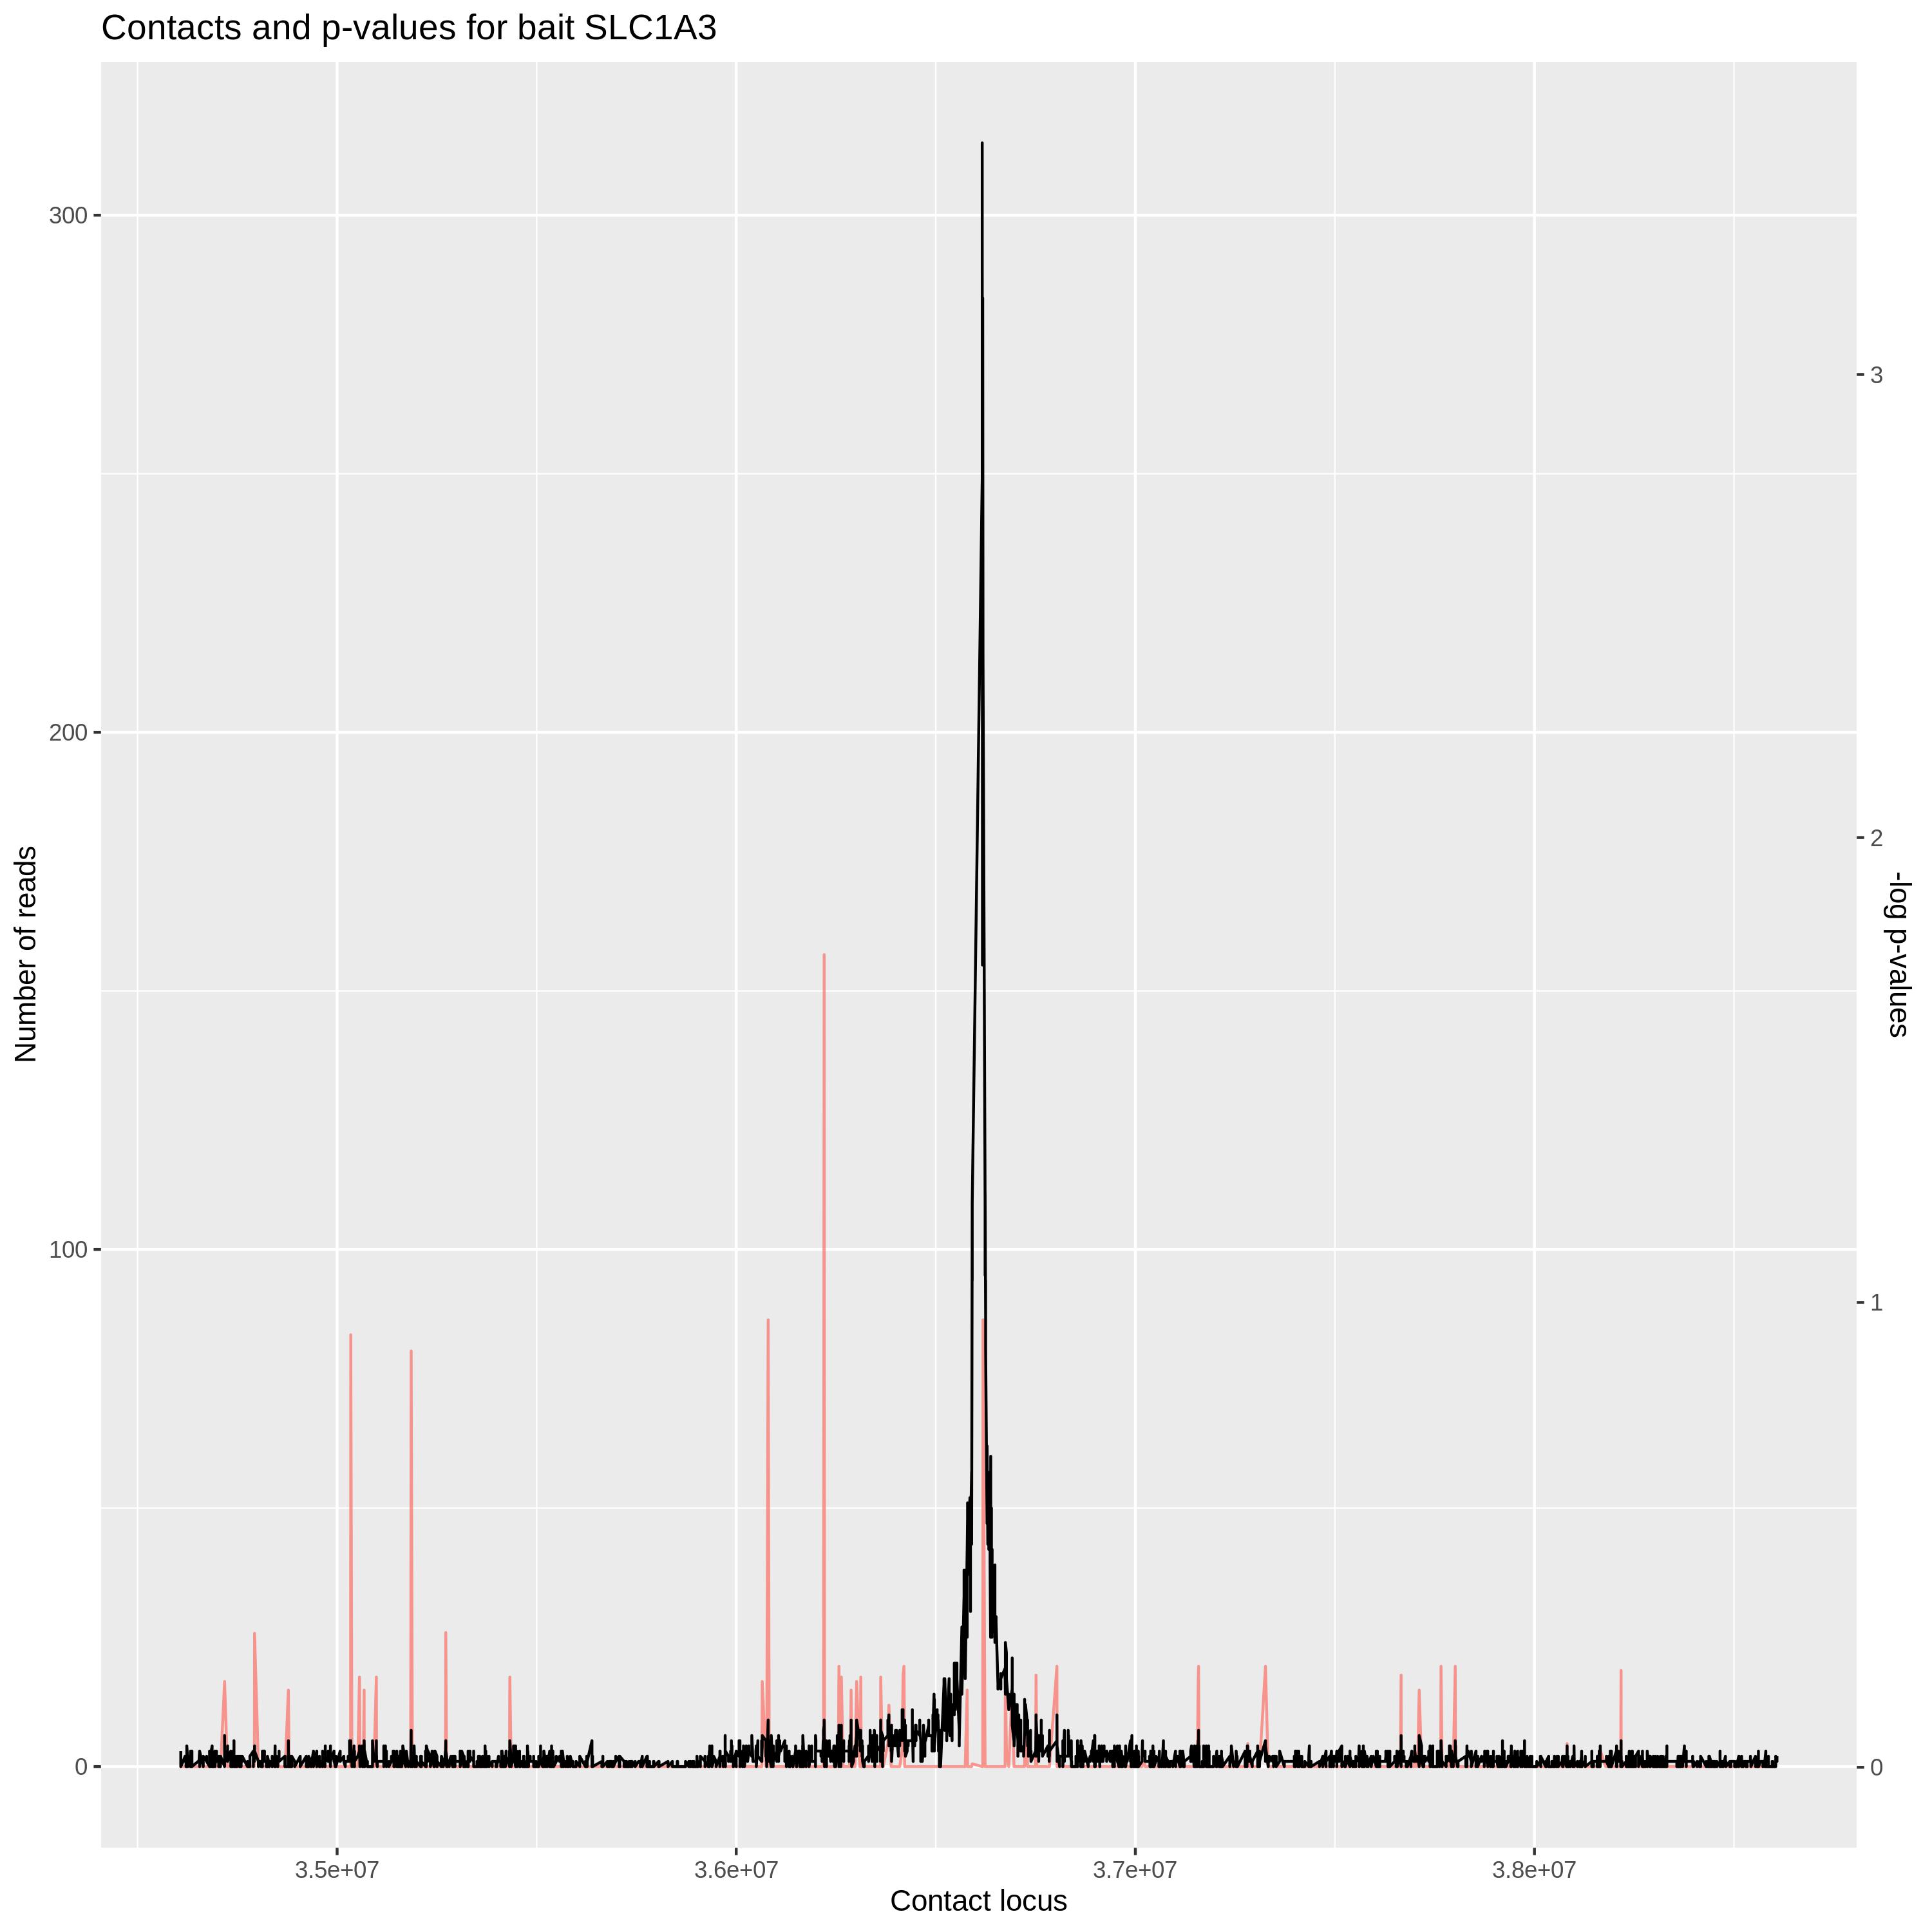 Contacts and p-values for bait SLC1A3
300
200
100
0
Number of reads
3
2
1
0
-log p-values
3.5e+07 3.6e+07 3.7e+07 3.8e+07
Contact locus